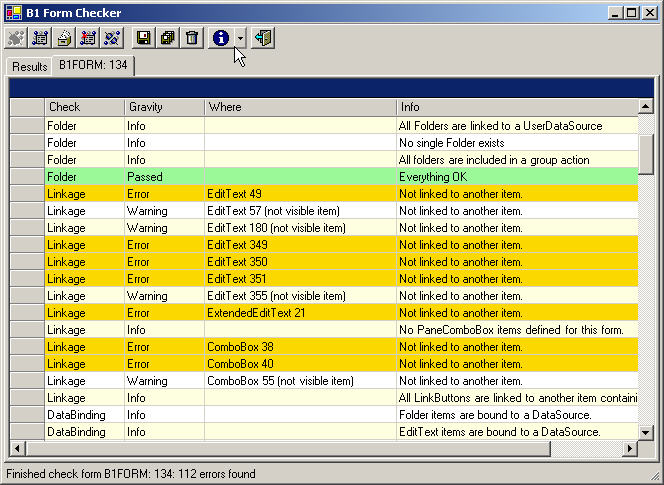 B1 Form Checker
Results B1FORM: 134
Check Gravity Where Info
Folder Info All Folders are linked to a UserDataSource
Folder Info No single Folder exists
Folder Info All folders are included in a group action
Folder Passed Everything OK
Linkage Error EditText 49 Not linked to another item.
Linkage Warning EditText 57 (not visible item) Not linked to another item.
Linkage Warning EditText 180 (not visible item) Not linked to another item.
Linkage Error EditText 349 Not linked to another item.
Linkage Error EditText 350 Not linked to another item.
Linkage Error EditText 351 Not linked to another item.
Linkage Warning EditText 355 (not visible item) Not linked to another item.
Linkage Error ExtendedEditText 21 Not linked to another item.
Linkage Info No PaneComboBox items defined for this form.
Linkage Error ComboBox 38 Not linked to another item.
Linkage Error ComboBox 40 Not linked to another item.
Linkage Warning ComboBox 55 (not visible item) Not linked to another item.
Linkage Info All LinkButtons are linked to another item containi
DataBinding Info Folder items are bound to a DataSource.
DataBinding Info EditText items are bound to a DataSource.
Finished check form B1FORM: 134: 112 errors found